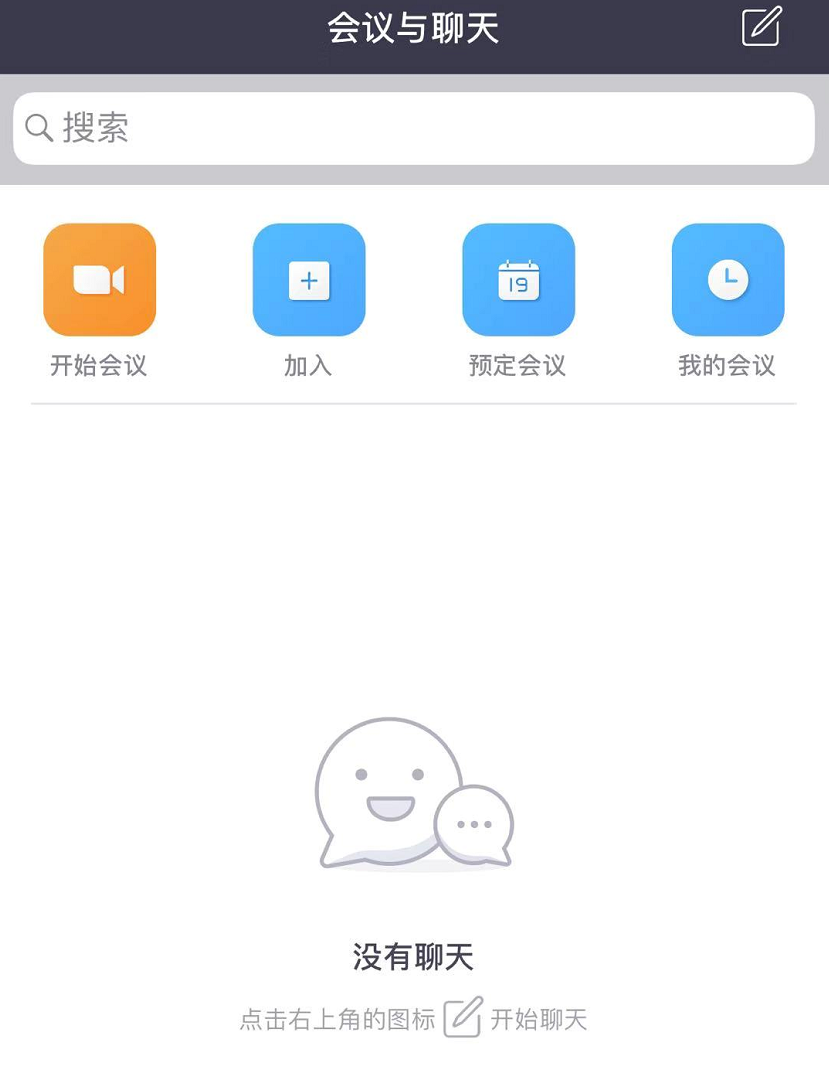 会议与聊天
搜索
19
开始会议 加入 预定会议 我的会议
没有聊天
点击右上角的图标 开始聊天